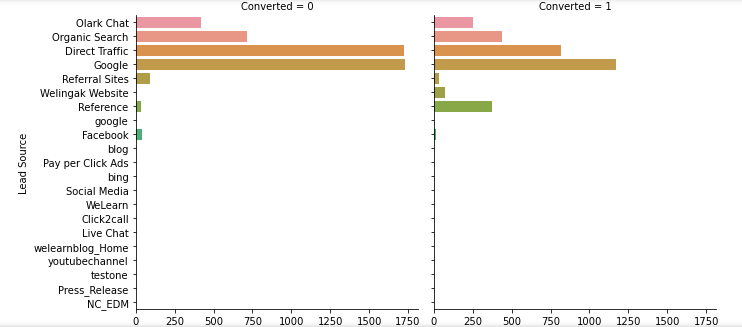 Converted = 0
Converted = 1
Lead Source
Olark Chat
Organic Search
Direct Traffic
Google
Referral Sites
Welingak Website
Reference
google
Facebook
blog
Pay per Click Ads
bing
Social Media
WeLearn
Click2call
Live Chat
welearnblog_Home
youtubechannel
testone
Press_Release
NC_EDM
0 250 500 750 1000 1250 1500 1750
0 250 500 750 1000 1250 1500 1750